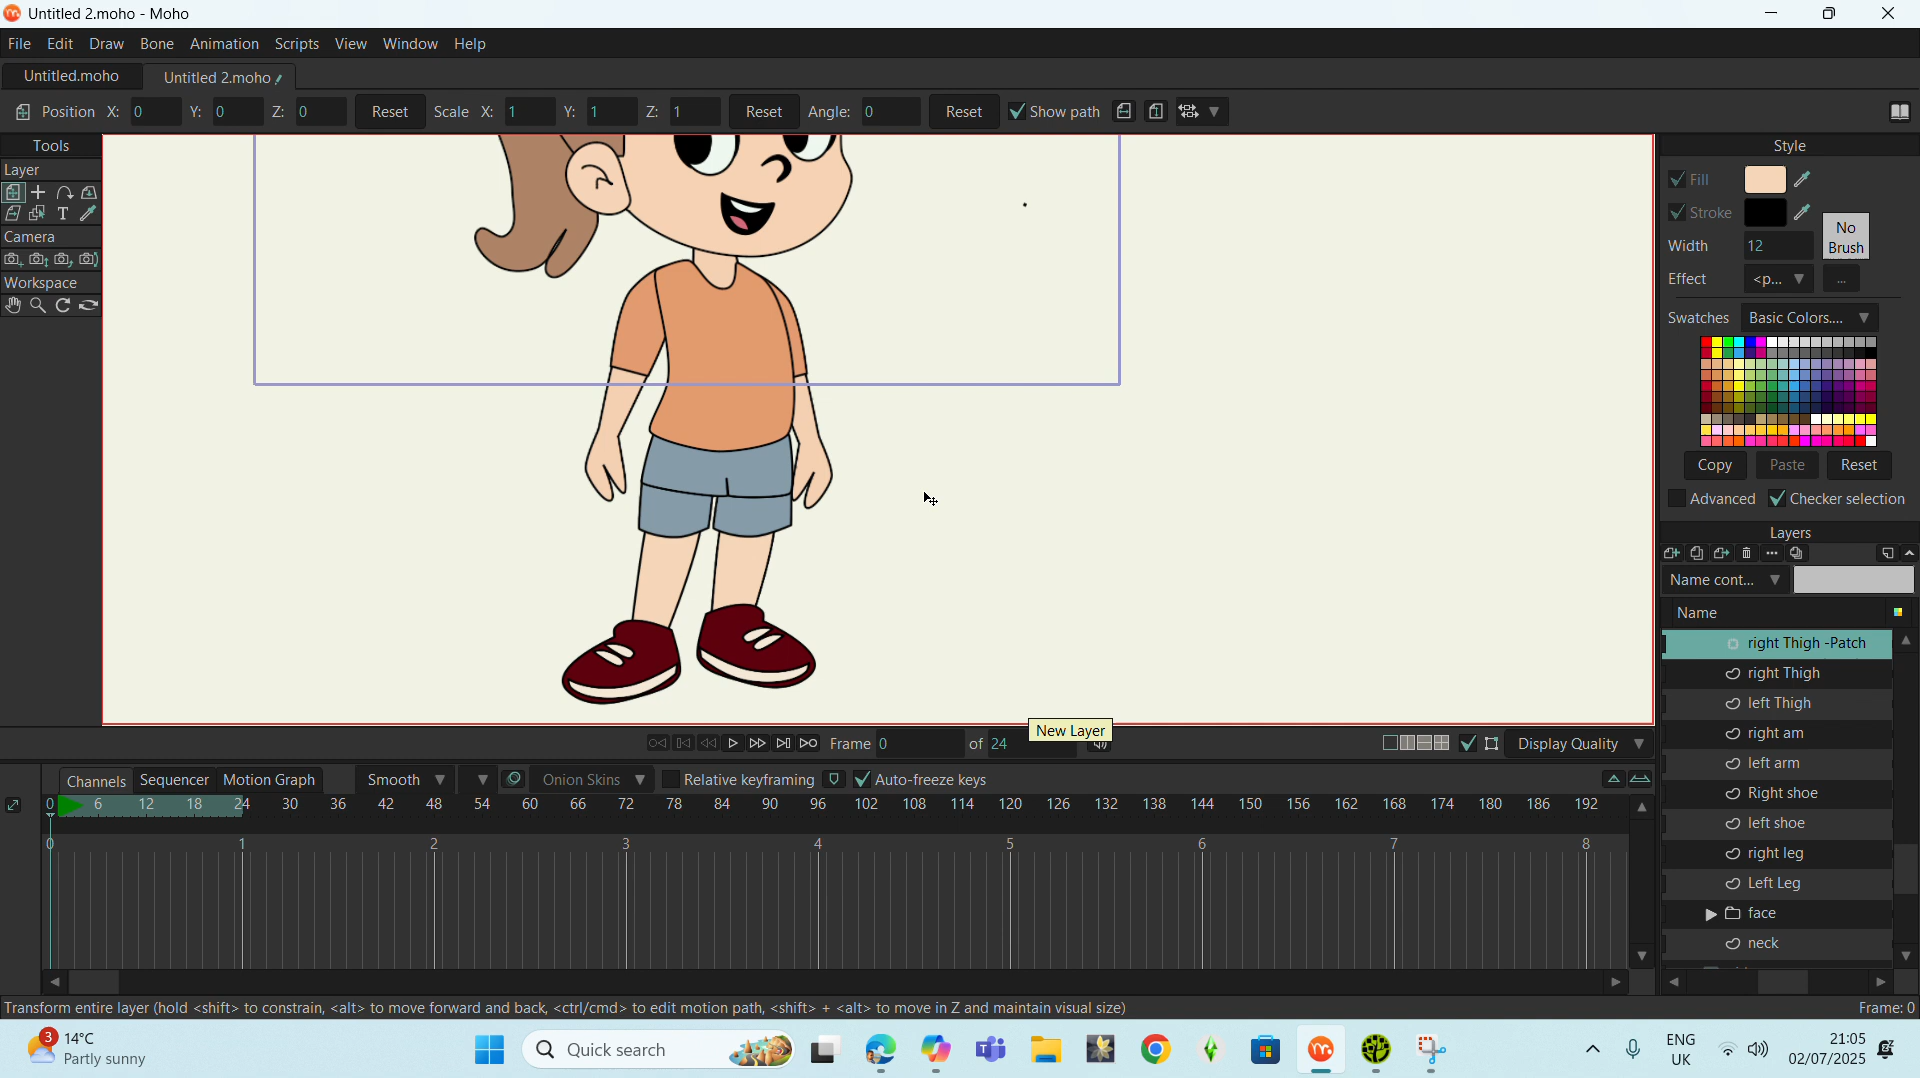 Untitled 2.moho - Moho
File Edit Draw Bone Animation Scripts View Window Help
Untitled.moho Untitled 2.moho
Position X: 0 Y: 0 Z: 0 Reset Scale X: 1 Y: 1 Z: 1 Reset Angle: 0 Reset Show path
Tools
Layer
T
Camera
Workspace
Style
Fill
Stroke
No
Brush
Width 12
Effect <p... ...
Swatches Basic Colors....
Copy Paste Reset
Advanced Checker selection
Layers
Name cont...
Name
right Thigh -Patch
right Thigh
left Thigh
right am
left arm
Right shoe
left shoe
right leg
Left Leg
face
neck
New Layer
Frame 0 of 24 Display Quality
Channels Sequencer Motion Graph Smooth Onion Skins Relative keyframing Auto-freeze keys
0 6 12 18 24 30 36 42 48 54 60 66 72 78 84 90 96 102 108 114 120 126 132 138 144 150 156 162 168 174 180 186 192
0 1 2 3 4 5 6 7 8
Transform entire layer (hold <shift> to constrain, <alt> to move forward and back, <ctrl/cmd> to edit motion path, <shift> + <alt> to move in Z and maintain visual size) Frame: 0
3 14°C
Partly sunny
Quick search
ENG
UK
21:05
02/07/2025